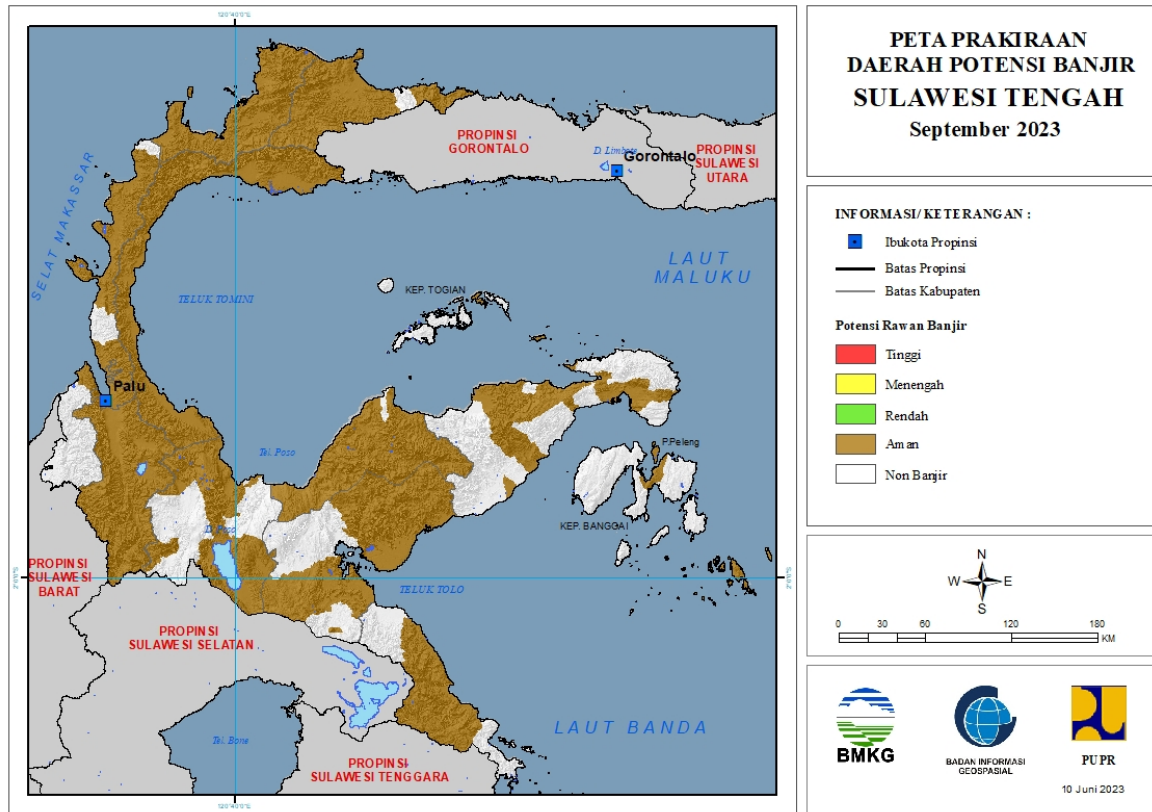 PETA PRAKIRAAN
DAERAH POTENSI BANJIR
SULAWESI TENGAH
September 2023
INFORMASI/ KETERANGAN :
Ibukota Propinsi
Batas Propinsi
Batas Kabupaten
Potensi Rawan Banjir
Tinggi
Menengah
Rendah
Aman
Non Banjir
N
W E
S
0 30 60 120 180
KM
BMKG
BADAN INFORMASI
GEOSPASIAL
PUPR
10 Juni 2023
120°40'0"E
PROPINSI
GORONTALO
D. Limboto
Gorontalo
PROPINSI
SULAWESI
UTARA
SELAT MAKASSAR
LAUT
MALUKU
TELUK TOMINI
KEP. TOGIAN
Palu
Tel. Poso
P.Peleng
KEP. BANGGAI
D. Poso
PROPINSI
SULAWESI
BARAT
TELUK TOLO
PROPINSI
SULAWESI SELATAN
LAUT BANDA
Tel. Bone
PROPINSI
SULAWESI TENGGARA